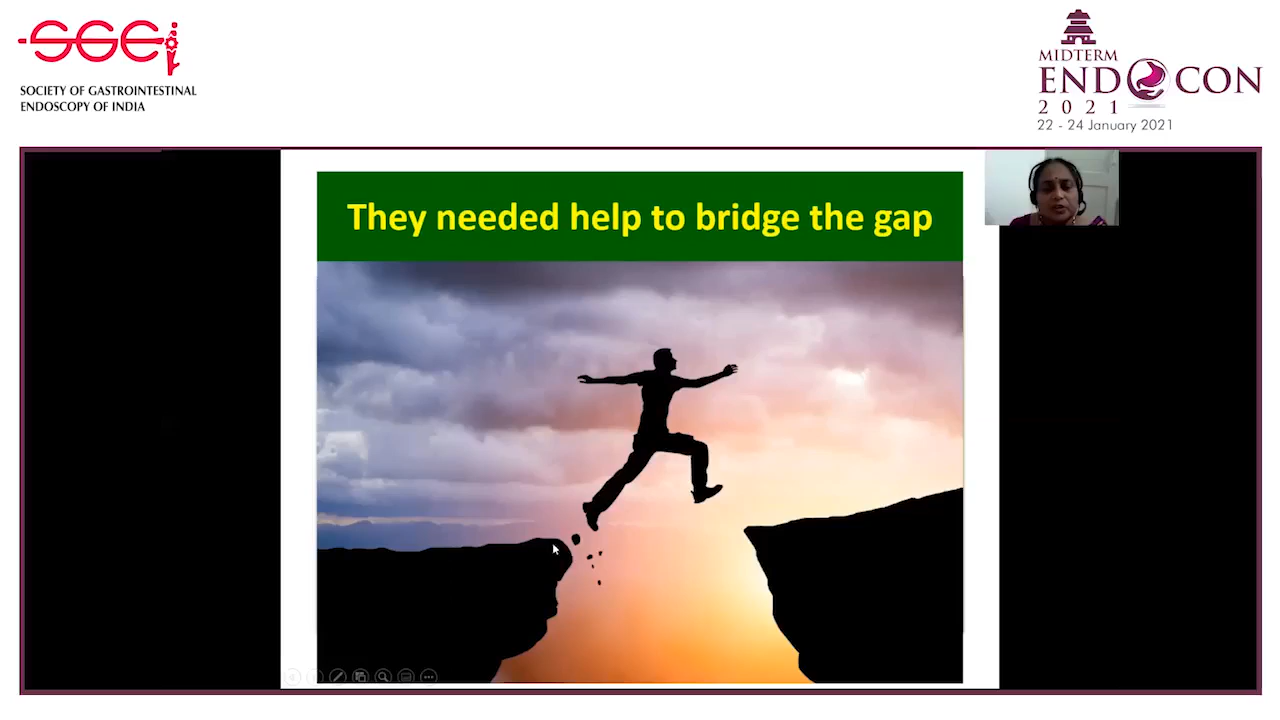 SGEI
SOCIETY OF GASTROINTESTINAL
ENDOSCOPY OF INDIA
MIDTERM
ENDOCON
2021
22 - 24 January 2021
They needed help to bridge the gap